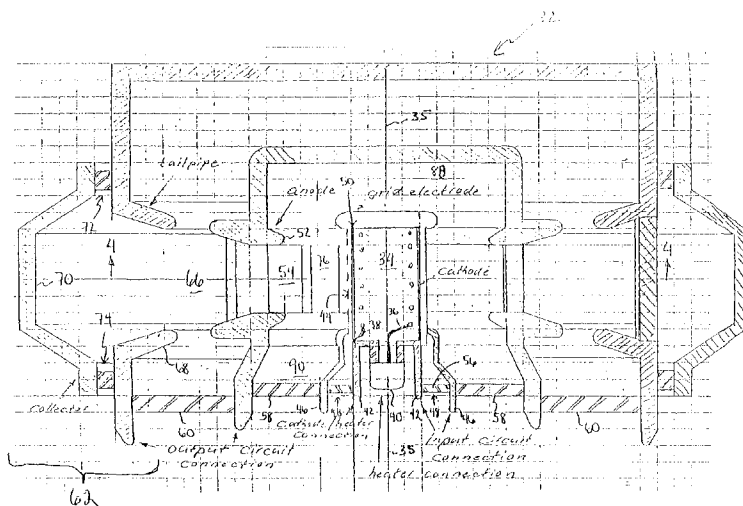 22
35
tailpipe
88
50
grid electrode
anode
72
52
4
4
76
34
cathode
70
66
54
44
36
38
74
68
56
90
Collector
58
46
42
40
42
48
46
58
60
Cathode/heater
Connection
Input Circuit
Connection
60
Output Circuit
Connection
35
heater connection
62